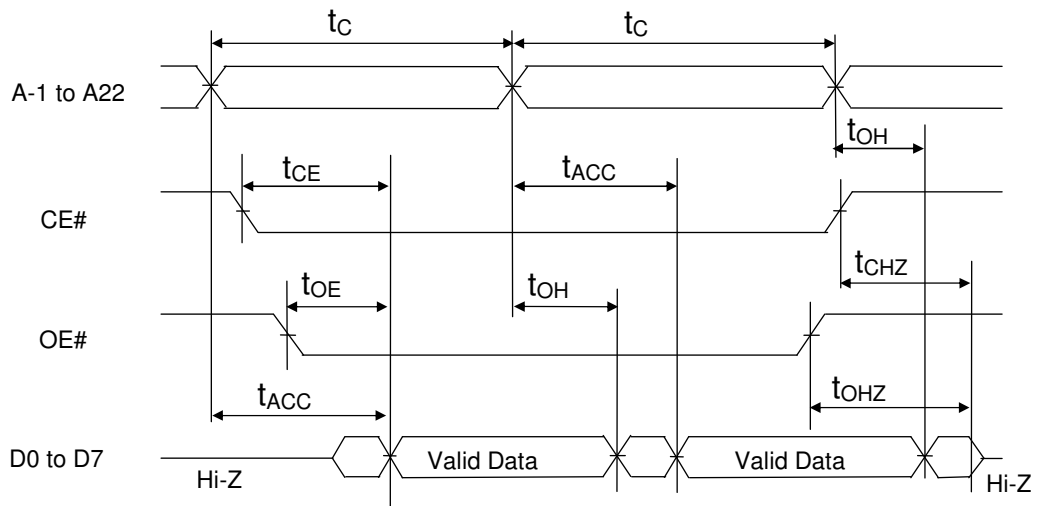 tC tC
A-1 to A22
tOH
tCE tACC
CE#
tCHZ
tOE tOH
OE#
tACC tOHZ
D0 to D7 Valid Data Valid Data
Hi-Z Hi-Z